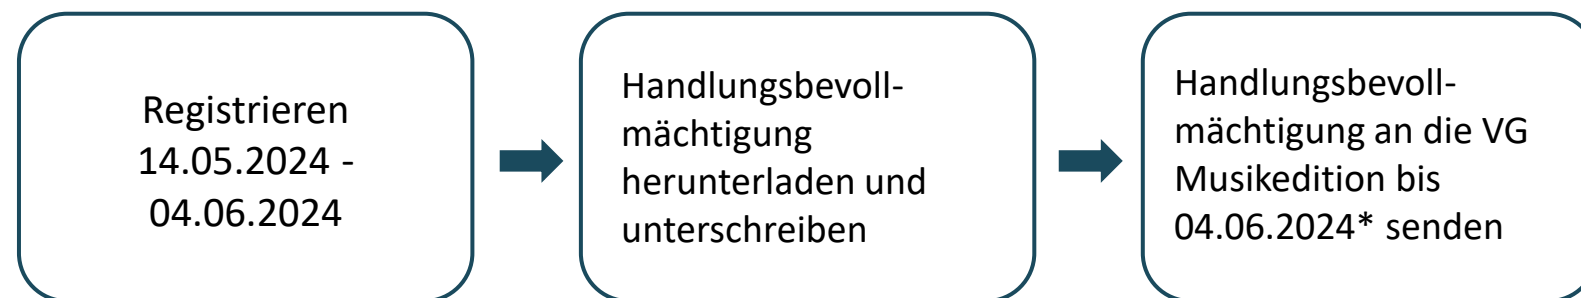 Registrieren
14.05.2024 -
04.06.2024
Handlungsbevoll-
mächtigung
herunterladen und
unterschreiben
Handlungsbevoll-
mächtigung an die VG
Musikedition bis
04.06.2024* senden